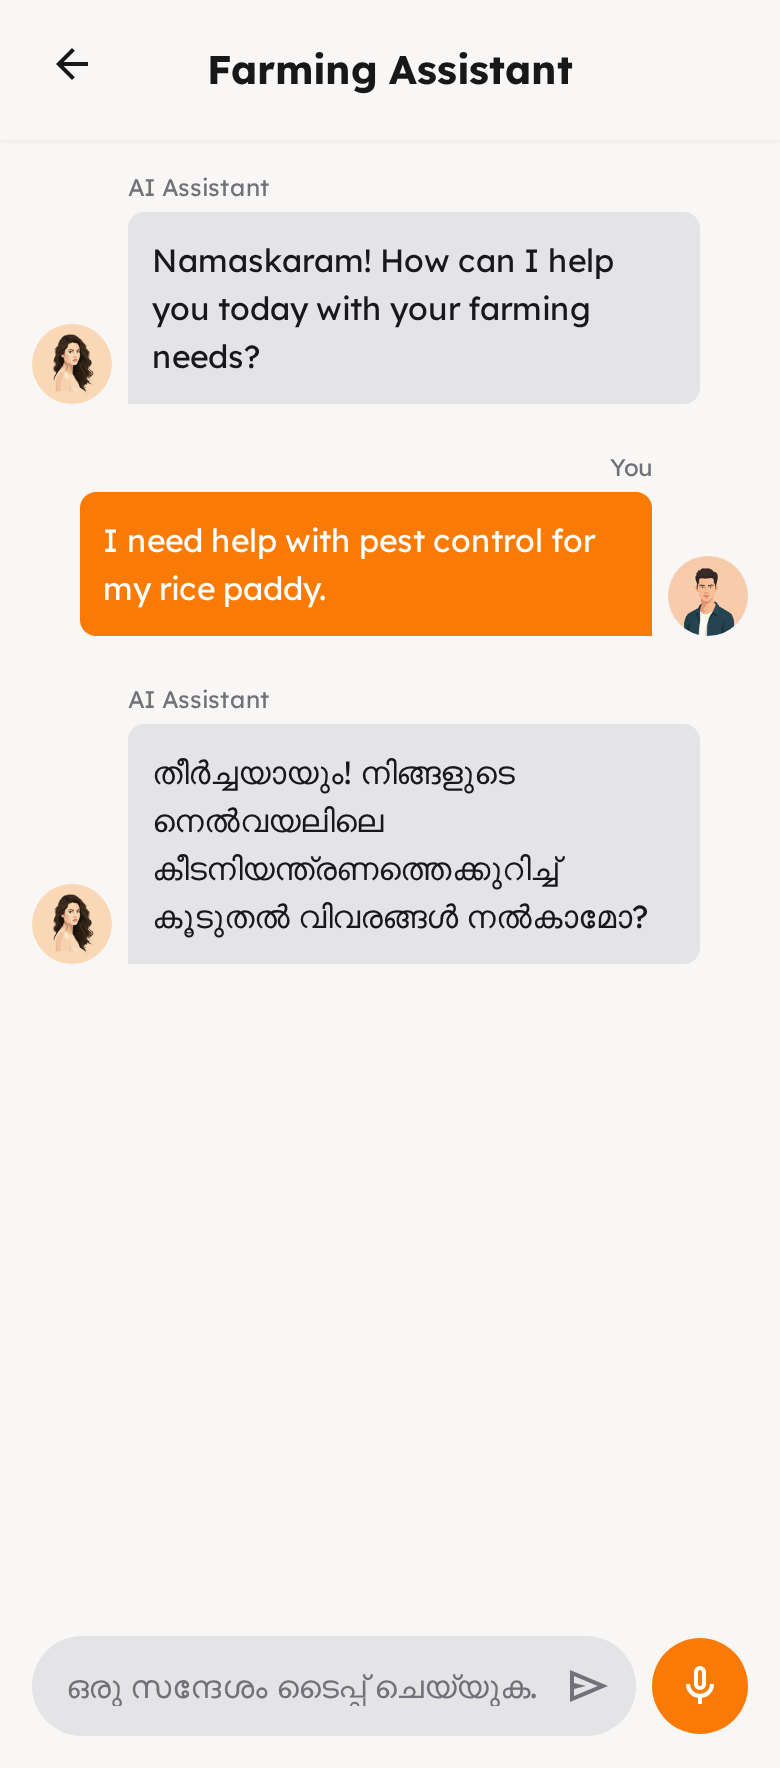 Farming Assistant
AI Assistant
Namaskaram! How can I help
you today with your farming
needs?
You
I need help with pest control for
my rice paddy.
AI Assistant
തീർച്ചയായും! നിങ്ങളുടെ
നെൽവയലിലെ
കീടനിയന്ത്രണത്തെക്കുറിച്ച്
കൂടുതൽ വിവരങ്ങൾ നൽകാമോ?
ഒരു സന്ദേശം ടൈപ്പ് ചെയ്യുക.